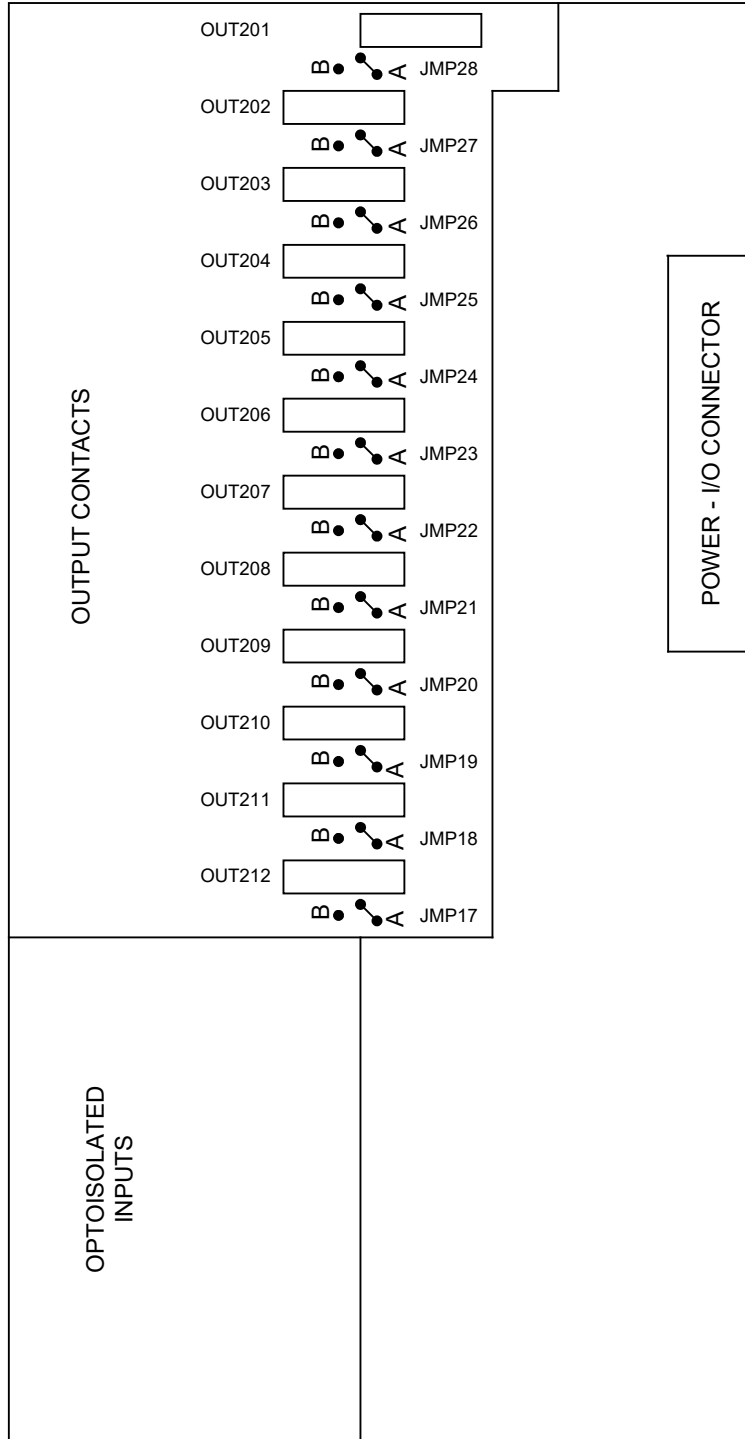 OUT201
B A JMP28
OUT202
B A JMP27
OUT203
B A JMP26
OUT204
B A JMP25
OUT205
B A JMP24
OUT206
B A JMP23
OUT207
B A JMP22
OUT208
B A JMP21
OUT209
B A JMP20
OUT210
B A JMP19
OUT211
B A JMP18
OUT212
B A JMP17
OUTPUT CONTACTS
POWER - I/O CONNECTOR
OPTOISOLATED
INPUTS